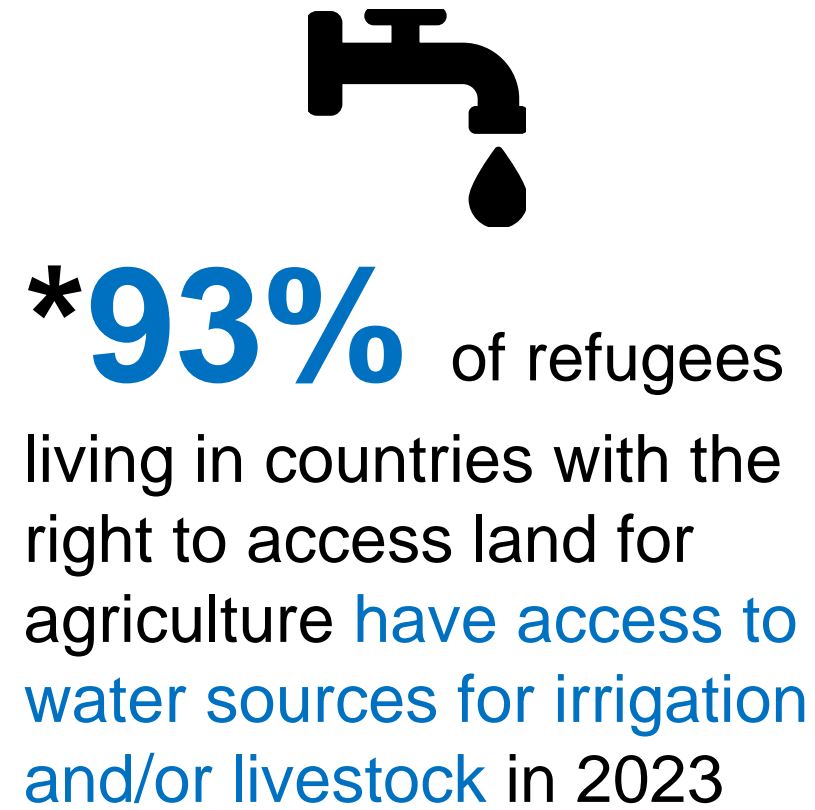 *93% of refugees
living in countries with the
right to access land for
agriculture have access to
water sources for irrigation
and/or livestock in 2023